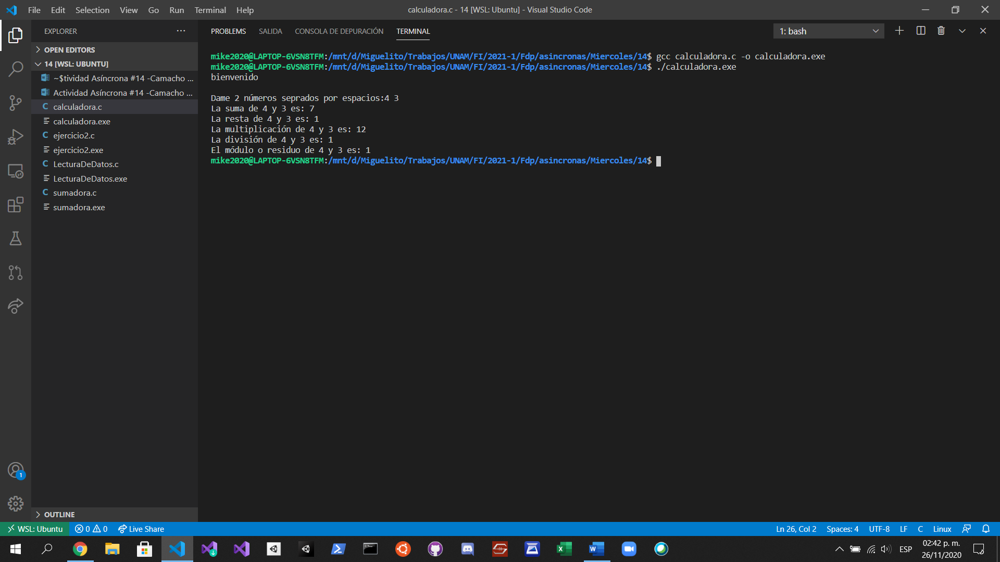 File Edit Selection View Go Run Terminal Help
calculadora.c - 14 [WSL: Ubuntu] - Visual Studio Code
EXPLORER
OPEN EDITORS
14 [WSL: UBUNTU]
~$tividad Asíncrona #14 -Camacho ...
Actividad Asíncrona #14 -Camacho ...
calculadora.c
calculadora.exe
ejercicio2.c
ejercicio2.exe
LecturaDeDatos.c
LecturaDeDatos.exe
sumadora.c
sumadora.exe
OUTLINE
PROBLEMS SALIDA CONSOLA DE DEPURACIÓN TERMINAL
1: bash
mike2020@LAPTOP-6VSN8TFM:/mnt/d/Miguelito/Trabajos/UNAM/FI/2021-1/Fdp/asincronas/Miercoles/14$ gcc calculadora.c -o calculadora.exe
mike2020@LAPTOP-6VSN8TFM:/mnt/d/Miguelito/Trabajos/UNAM/FI/2021-1/Fdp/asincronas/Miercoles/14$ ./calculadora.exe
bienvenido
Dame 2 números seprados por espacios:4 3
La suma de 4 y 3 es: 7
La resta de 4 y 3 es: 1
La multiplicación de 4 y 3 es: 12
La división de 4 y 3 es: 1
El módulo o residuo de 4 y 3 es: 1
mike2020@LAPTOP-6VSN8TFM:/mnt/d/Miguelito/Trabajos/UNAM/FI/2021-1/Fdp/asincronas/Miercoles/14$
1
WSL: Ubuntu 0 0 Live Share
Ln 26, Col 2 Spaces: 4 UTF-8 LF C Linux
ESP
02:42 p. m.
26/11/2020